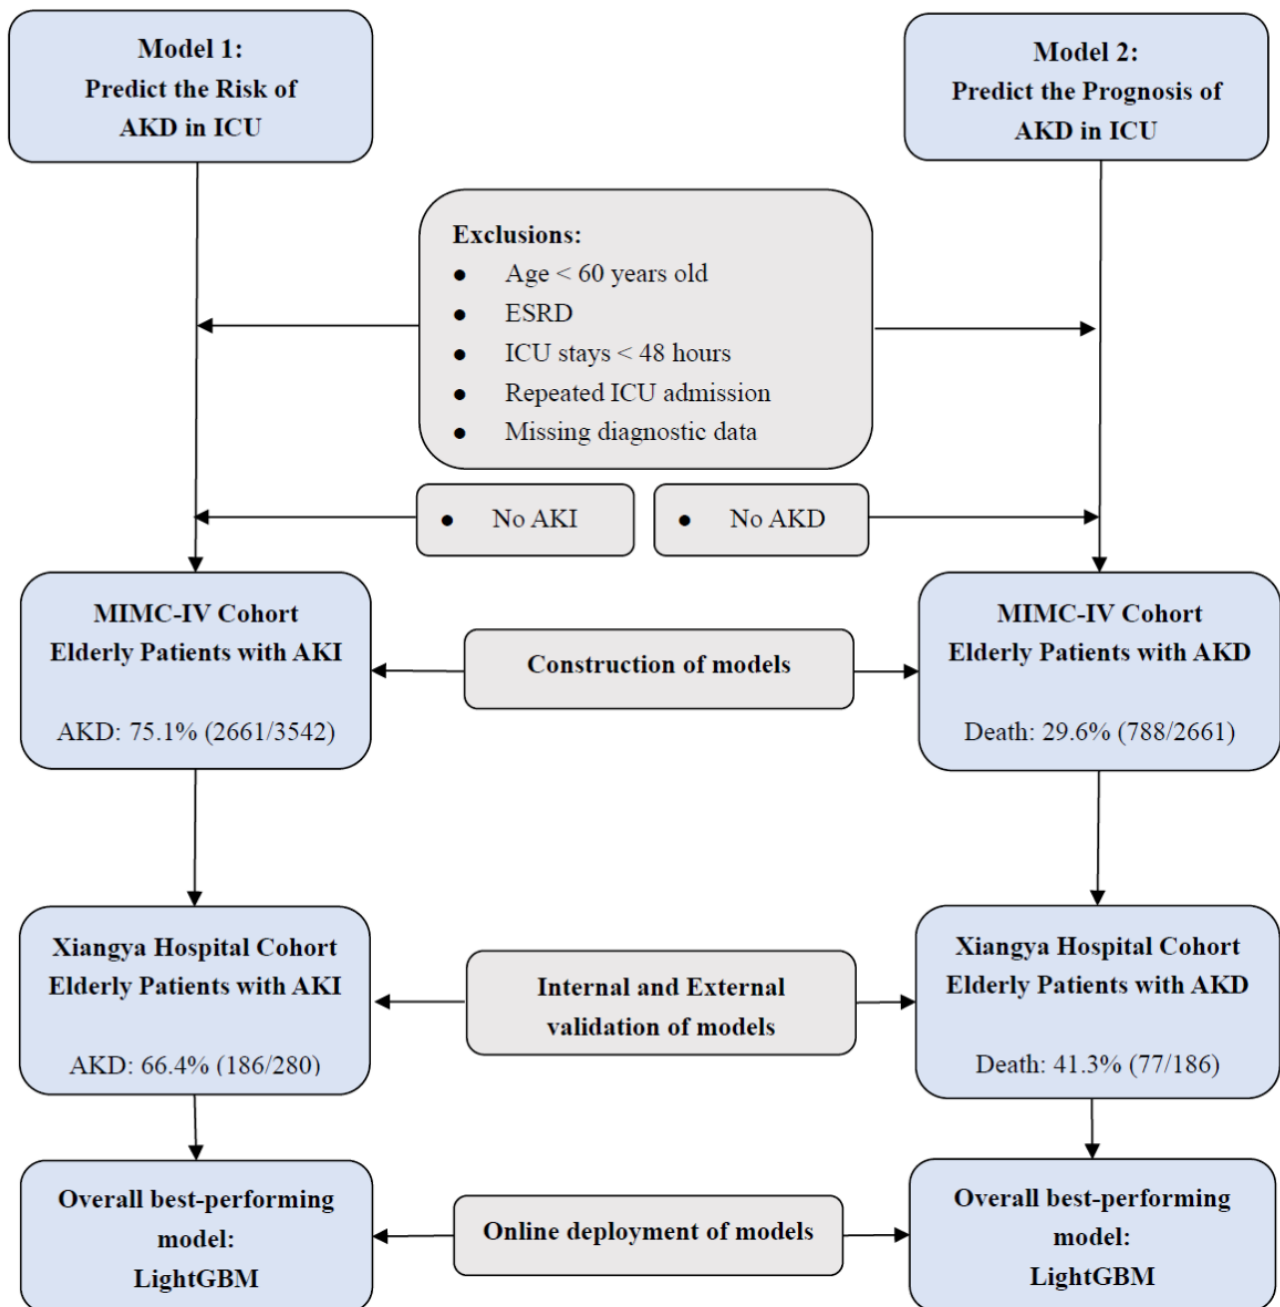 Model 1:
Predict the Risk of
AKD in ICU
Model 2:
Predict the Prognosis of
AKD in ICU
Exclusions:
● Age < 60 years old
● ESRD
● ICU stays < 48 hours
● Repeated ICU admission
● Missing diagnostic data
● No AKI
● No AKD
MIMC-IV Cohort
Elderly Patients with AKI
AKD: 75.1% (2661/3542)
Construction of models
MIMC-IV Cohort
Elderly Patients with AKD
Death: 29.6% (788/2661)
Xiangya Hospital Cohort
Elderly Patients with AKI
AKD: 66.4% (186/280)
Internal and External
validation of models
Xiangya Hospital Cohort
Elderly Patients with AKD
Death: 41.3% (77/186)
Overall best-performing
model:
LightGBM
Online deployment of models
Overall best-performing
model:
LightGBM